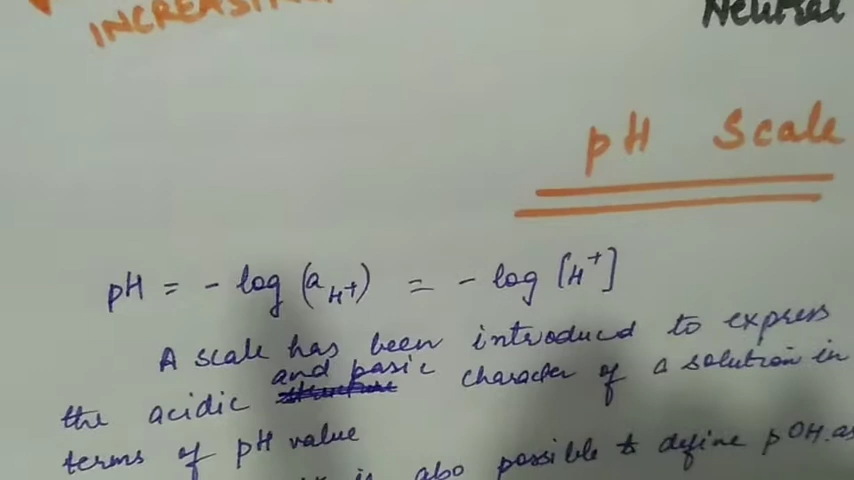 INCREASING
Neutral
pH Scale
pH = - log (aH+) = - log [H+]
A scale has been introduced to express
the acidic and basic character of a solution in
terms of pH value
is also possible to define pOH as